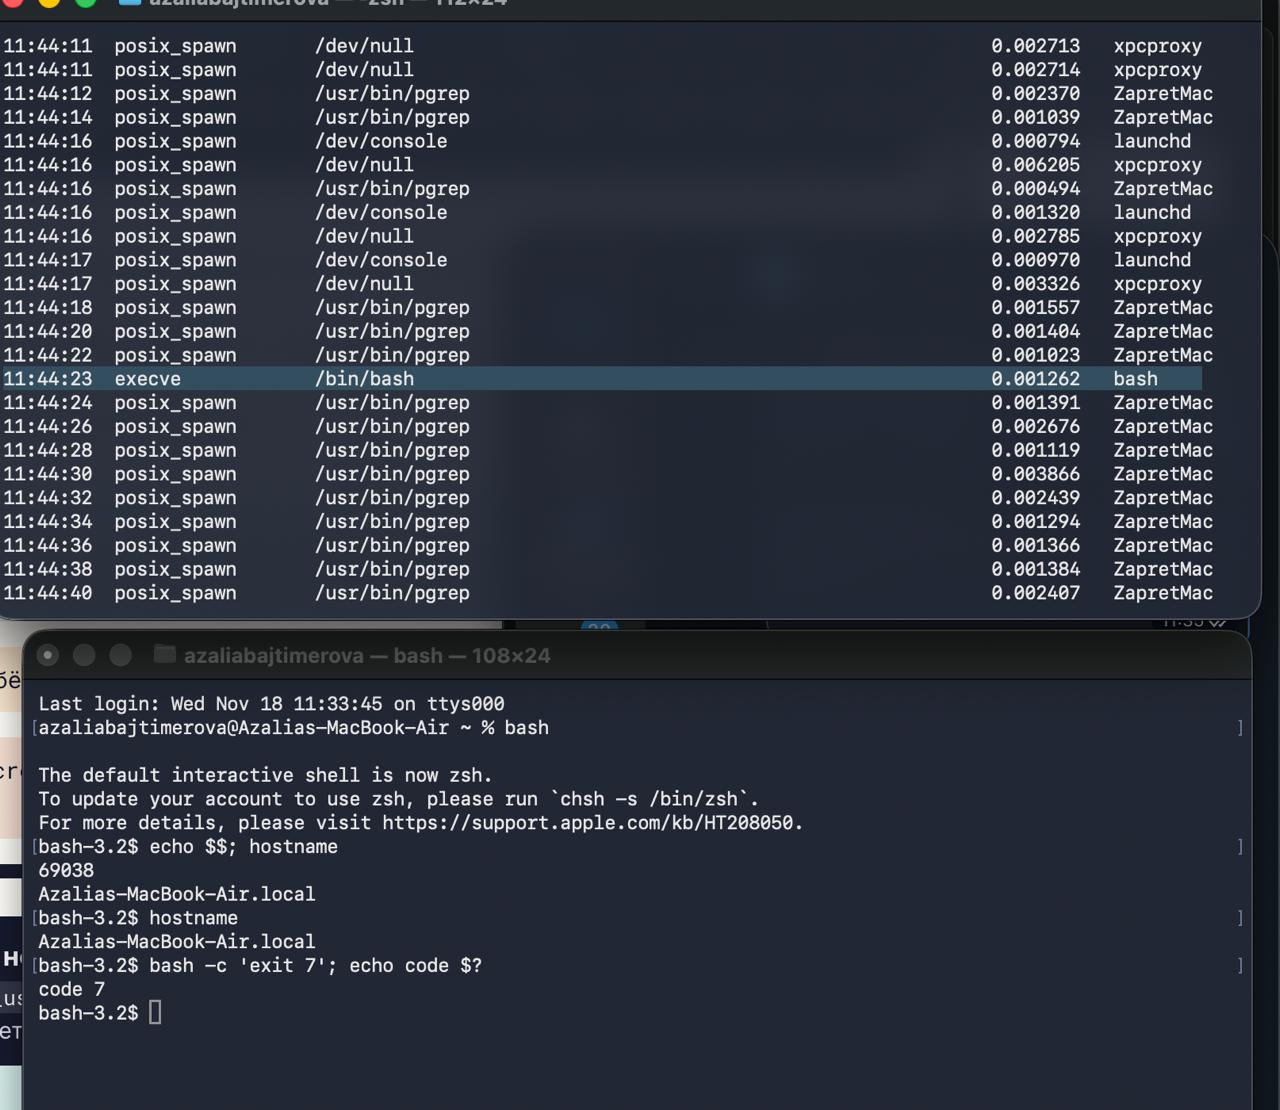 azaliabajtimerova — -zsh — 112×24
11:44:11 posix_spawn /dev/null 0.002713 xpcproxy
11:44:11 posix_spawn /dev/null 0.002714 xpcproxy
11:44:12 posix_spawn /usr/bin/pgrep 0.002370 ZapretMac
11:44:14 posix_spawn /usr/bin/pgrep 0.001039 ZapretMac
11:44:16 posix_spawn /dev/console 0.000794 launchd
11:44:16 posix_spawn /dev/null 0.006205 xpcproxy
11:44:16 posix_spawn /usr/bin/pgrep 0.000494 ZapretMac
11:44:16 posix_spawn /dev/console 0.001320 launchd
11:44:16 posix_spawn /dev/null 0.002785 xpcproxy
11:44:17 posix_spawn /dev/console 0.000970 launchd
11:44:17 posix_spawn /dev/null 0.003326 xpcproxy
11:44:18 posix_spawn /usr/bin/pgrep 0.001557 ZapretMac
11:44:20 posix_spawn /usr/bin/pgrep 0.001404 ZapretMac
11:44:22 posix_spawn /usr/bin/pgrep 0.001023 ZapretMac
11:44:23 execve /bin/bash 0.001262 bash
11:44:24 posix_spawn /usr/bin/pgrep 0.001391 ZapretMac
11:44:26 posix_spawn /usr/bin/pgrep 0.002676 ZapretMac
11:44:28 posix_spawn /usr/bin/pgrep 0.001119 ZapretMac
11:44:30 posix_spawn /usr/bin/pgrep 0.003866 ZapretMac
11:44:32 posix_spawn /usr/bin/pgrep 0.002439 ZapretMac
11:44:34 posix_spawn /usr/bin/pgrep 0.001294 ZapretMac
11:44:36 posix_spawn /usr/bin/pgrep 0.001366 ZapretMac
11:44:38 posix_spawn /usr/bin/pgrep 0.001384 ZapretMac
11:44:40 posix_spawn /usr/bin/pgrep 0.002407 ZapretMac
azaliabajtimerova — bash — 108×24
Last login: Wed Nov 18 11:33:45 on ttys000
[azaliabajtimerova@Azalias-MacBook-Air ~ % bash ]
The default interactive shell is now zsh.
To update your account to use zsh, please run `chsh -s /bin/zsh`.
For more details, please visit https://support.apple.com/kb/HT208050.
[bash-3.2$ echo $$; hostname ]
69038
Azalias-MacBook-Air.local
[bash-3.2$ hostname ]
Azalias-MacBook-Air.local
[bash-3.2$ bash -c 'exit 7'; echo code $? ]
code 7
bash-3.2$